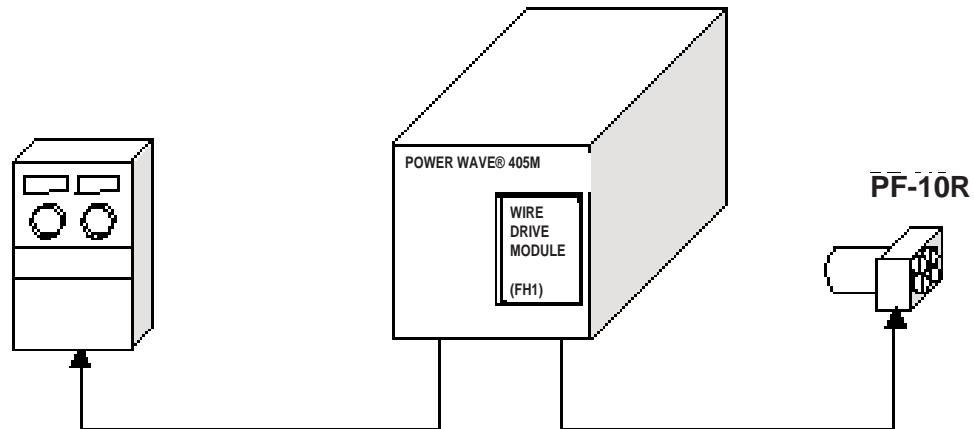 POWER WAVE® 405M
WIRE
DRIVE
MODULE
(FH1)
PF-10R